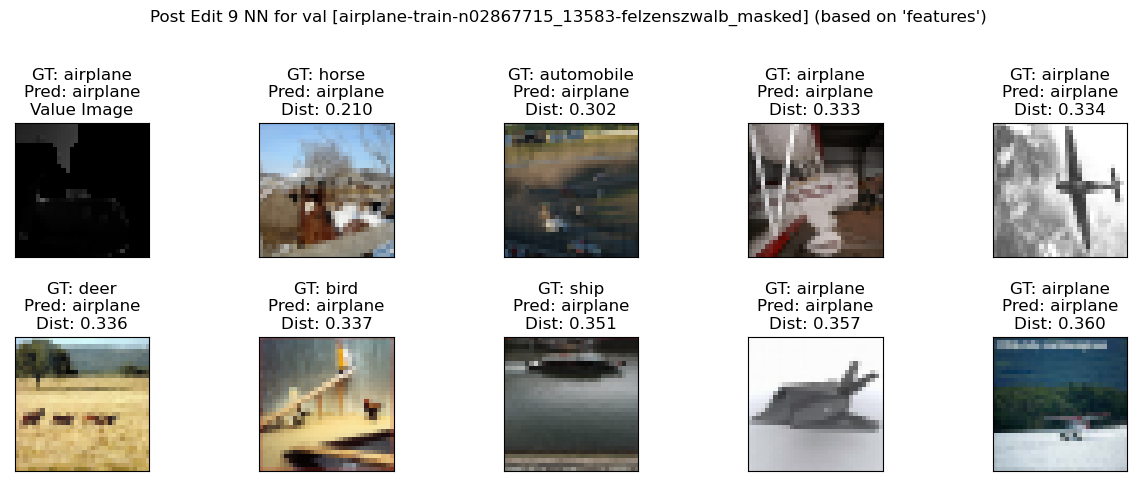 Post Edit 9 NN for val [airplane-train-n02867715_13583-felzenszwalb_masked] (based on 'features')
GT: airplane
Pred: airplane
Value Image
GT: horse
Pred: airplane
Dist: 0.210
GT: automobile
Pred: airplane
Dist: 0.302
GT: airplane
Pred: airplane
Dist: 0.333
GT: airplane
Pred: airplane
Dist: 0.334
GT: deer
Pred: airplane
Dist: 0.336
GT: bird
Pred: airplane
Dist: 0.337
GT: ship
Pred: airplane
Dist: 0.351
GT: airplane
Pred: airplane
Dist: 0.357
GT: airplane
Pred: airplane
Dist: 0.360